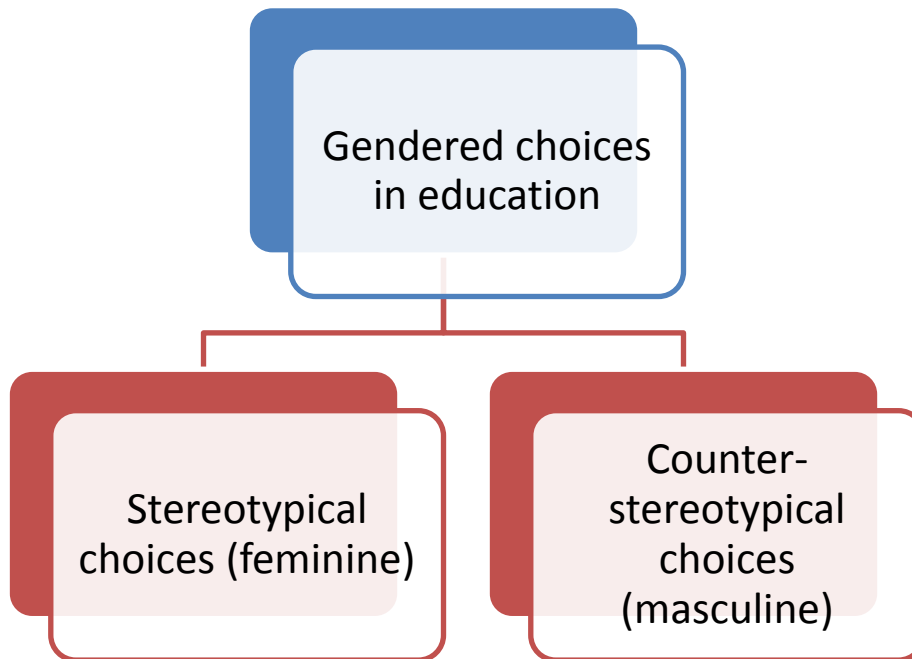 Gendered choices
in education
Stereotypical
choices (feminine)
Counter-
stereotypical
choices
(masculine)